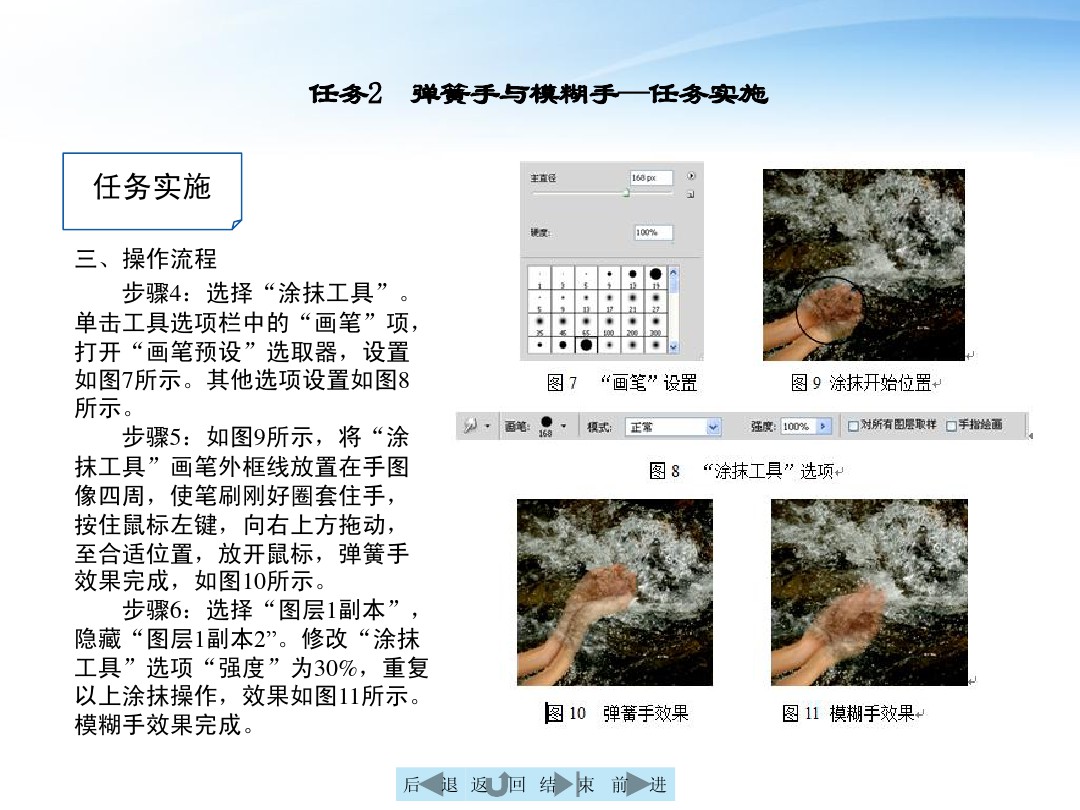 任务2 弹簧手与模糊手—任务实施
任务实施
三、操作流程
步骤4：选择“涂抹工具”。
单击工具选项栏中的“画笔”项，
打开“画笔预设”选取器，设置
如图7所示。其他选项设置如图8
所示。
步骤5：如图9所示，将“涂
抹工具”画笔外框线放置在手图
像四周，使笔刷刚好圈套住手，
按住鼠标左键，向右上方拖动，
至合适位置，放开鼠标，弹簧手
效果完成，如图10所示。
步骤6：选择“图层1副本”，
隐藏“图层1副本2”。修改“涂抹
工具”选项“强度”为30%，重复
以上涂抹操作，效果如图11所示。
模糊手效果完成。
主直径 168 px
硬度: 100%
1 3 5 9 13 19
5 9 13 17 21 27
35 45 65 100 200 300
图 7 “画笔”设置
图 9 涂抹开始位置
画笔: 168 模式: 正常 强度: 100% 对所有图层取样 手指绘画
图 8 “涂抹工具”选项
图 10 弹簧手效果
图 11 模糊手效果
后退 返回 结束 前进